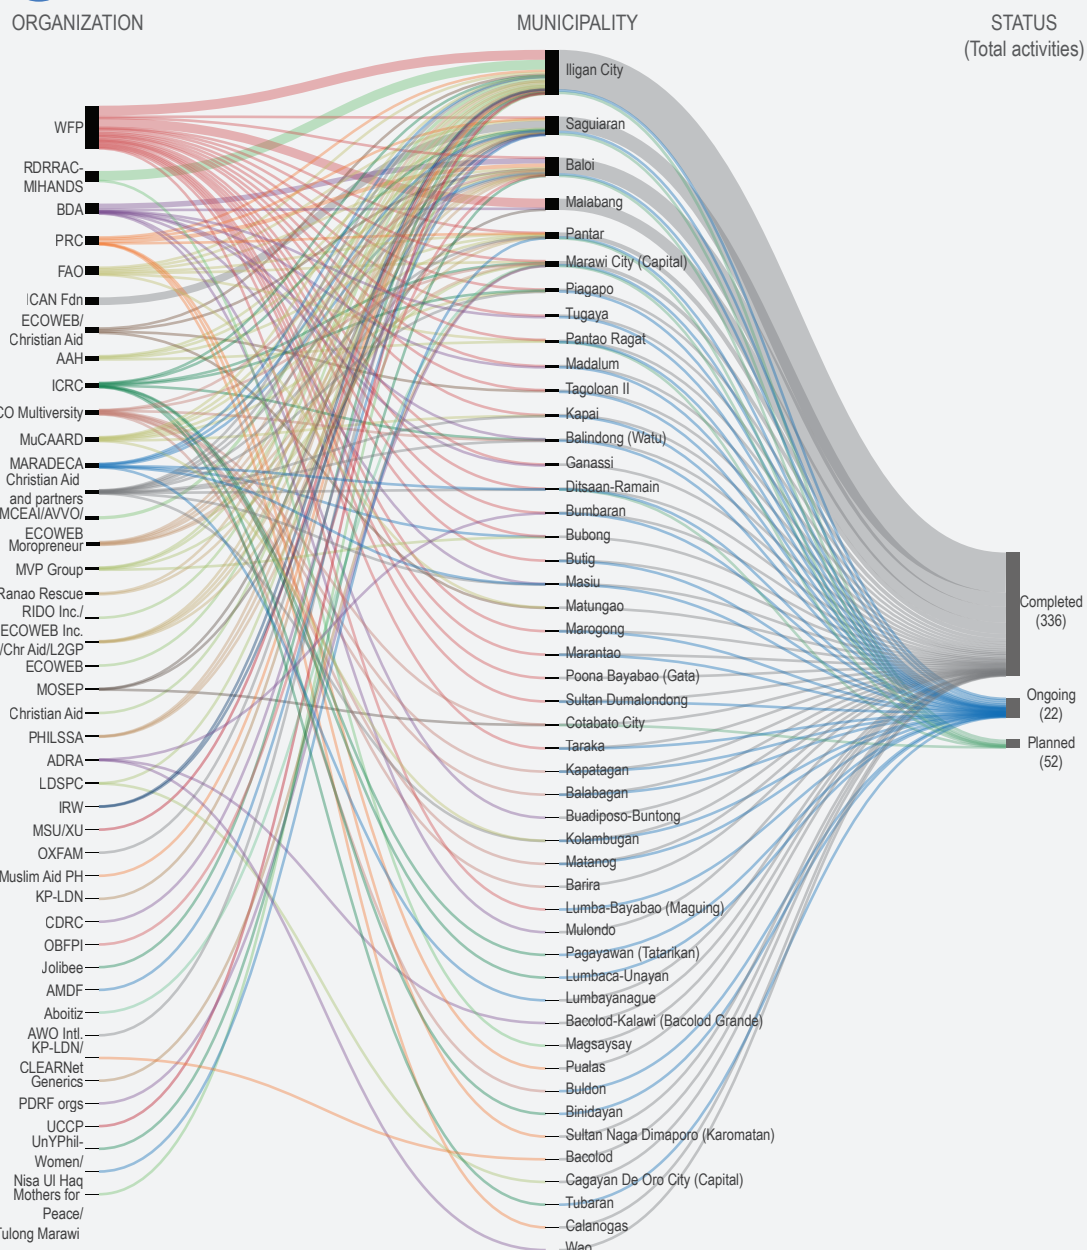 ORGANIZATION
MUNICIPALITY
STATUS
(Total activities)
WFP
RDRRAC-
MIHANDS
BDA
PRC
FAO
ICAN Fdn
ECOWEB/
Christian Aid
AAH
ICRC
CO Multiversity
MuCAARD
MARADECA
Christian Aid
and partners
MCEAI/AVVO/
ECOWEB
Moropreneur
MVP Group
Ranao Rescue
RIDO Inc./
ECOWEB Inc.
/Chr Aid/L2GP
ECOWEB
MOSEP
Christian Aid
PHILSSA
ADRA
LDSPC
IRW
MSU/XU
OXFAM
Muslim Aid PH
KP-LDN
CDRC
OBFPI
Jolibee
AMDF
Aboitiz
AWO Intl.
KP-LDN/
CLEARNet
Generics
PDRF orgs
UCCP
UnYPhil-
Women/
Nisa Ul Haq
Mothers for
Peace/
Tulong Marawi
Iligan City
Saguiaran
Baloi
Malabang
Pantar
Marawi City (Capital)
Piagapo
Tugaya
Pantao Ragat
Madalum
Tagoloan II
Kapai
Balindong (Watu)
Ganassi
Ditsaan-Ramain
Bumbaran
Bubong
Butig
Masiu
Matungao
Marogong
Marantao
Poona Bayabao (Gata)
Sultan Dumalondong
Cotabato City
Taraka
Kapatagan
Balabagan
Buadiposo-Buntong
Kolambugan
Matanog
Barira
Lumba-Bayabao (Maguing)
Mulondo
Pagayawan (Tatarikan)
Lumbaca-Unayan
Lumbayanague
Bacolod-Kalawi (Bacolod Grande)
Magsaysay
Pualas
Buldon
Binidayan
Sultan Naga Dimaporo (Karomatan)
Bacolod
Cagayan De Oro City (Capital)
Tubaran
Calanogas
Wao
Completed
(336)
Ongoing
(22)
Planned
(52)